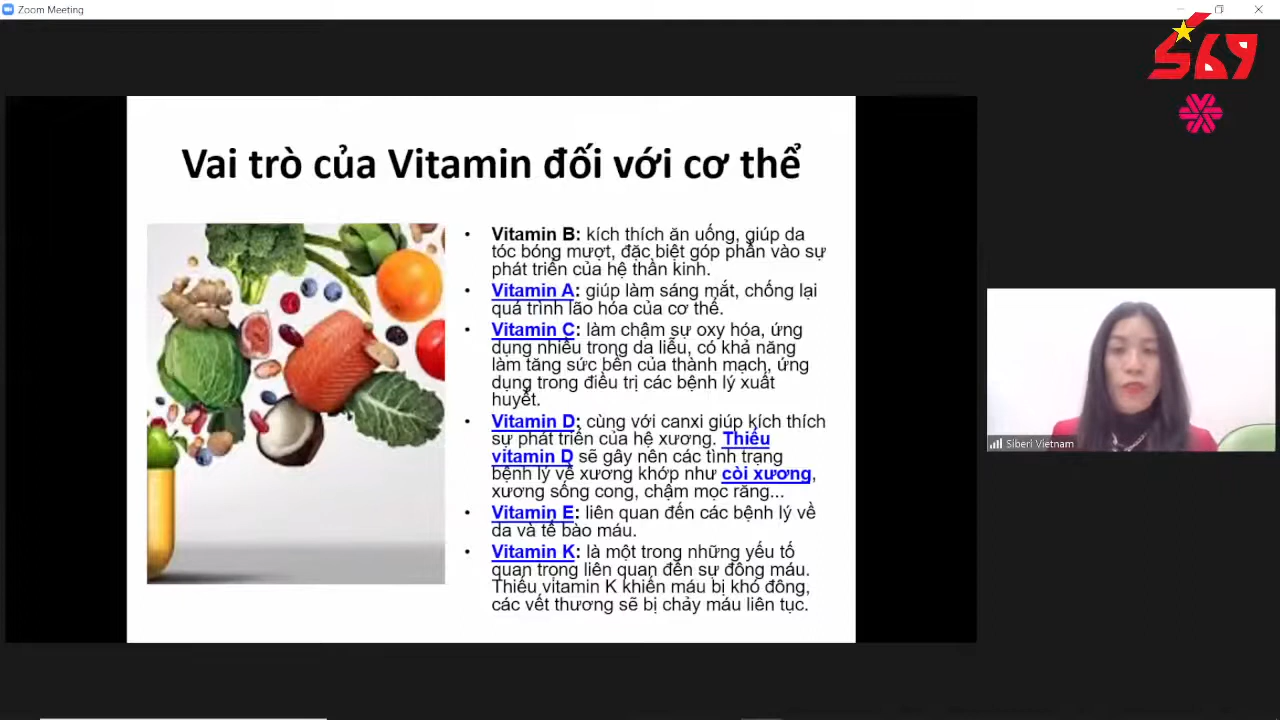 Zoom Meeting
S69
Vai trò của Vitamin đối với cơ thể
• Vitamin B: kích thích ăn uống, giúp da
tóc bóng mượt, đặc biệt góp phần vào sự
phát triển của hệ thần kinh.
• Vitamin A: giúp làm sáng mắt, chống lại
quá trình lão hóa của cơ thể.
• Vitamin C: làm chậm sự oxy hóa, ứng
dụng nhiều trong da liễu, có khả năng
làm tăng sức bền của thành mạch, ứng
dụng trong điều trị các bệnh lý xuất
huyết.
• Vitamin D: cùng với canxi giúp kích thích
sự phát triển của hệ xương. Thiếu
vitamin D sẽ gây nên các tình trạng
bệnh lý về xương khớp như còi xương,
xương sống cong, chậm mọc răng...
• Vitamin E: liên quan đến các bệnh lý về
da và tế bào máu.
• Vitamin K: là một trong những yếu tố
quan trọng liên quan đến sự đông máu.
Thiếu vitamin K khiến máu bị khó đông,
các vết thương sẽ bị chảy máu liên tục.
Siberi Vietnam